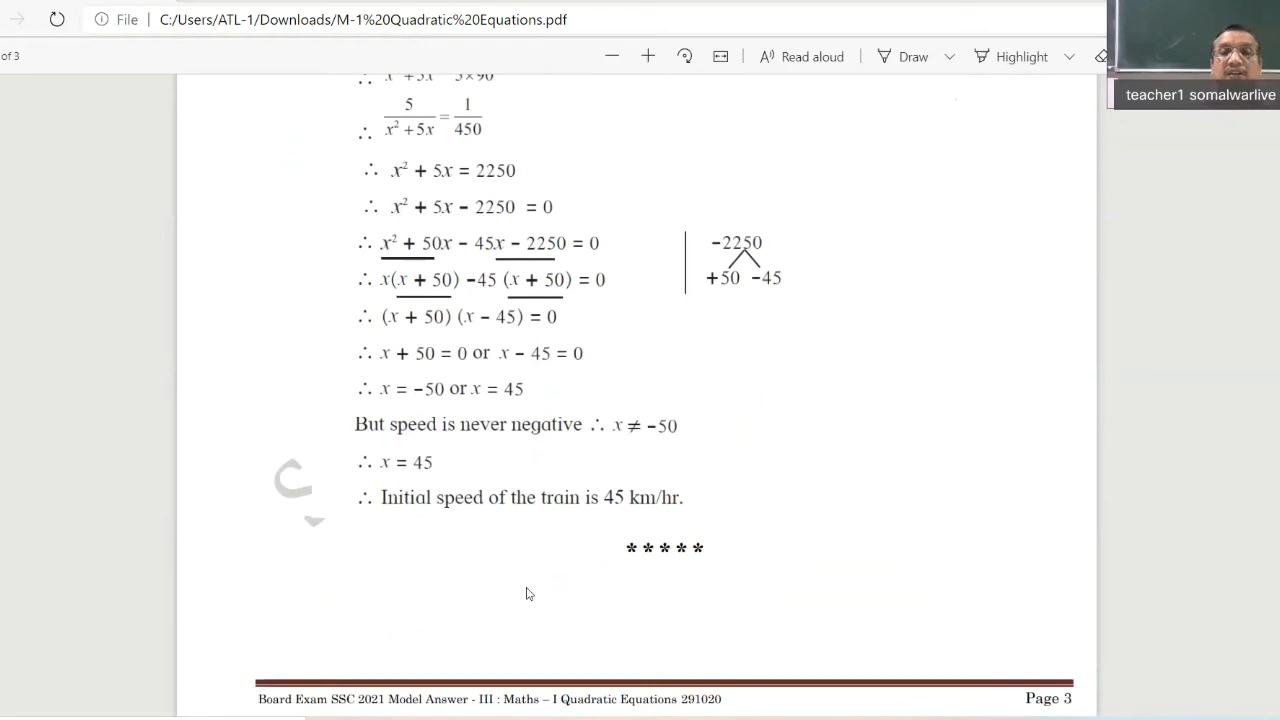 File C:/Users/ATL-1/Downloads/M-1%20Quadratic%20Equations.pdf
of 3
Read aloud Draw Highlight
teacher1 somalwarlive
5/(x² + 5x) = 1/450
∴ x² + 5x = 2250
∴ x² + 5x − 2250 = 0
∴ x² + 50x − 45x − 2250 = 0
−2250
∴ x(x + 50) −45 (x + 50) = 0
+50 −45
∴ (x + 50) (x − 45) = 0
∴ x + 50 = 0 or x − 45 = 0
∴ x = −50 or x = 45
But speed is never negative ∴ x ≠ −50
∴ x = 45
∴ Initial speed of the train is 45 km/hr.
*****
Board Exam SSC 2021 Model Answer - III : Maths – I Quadratic Equations 291020 Page 3